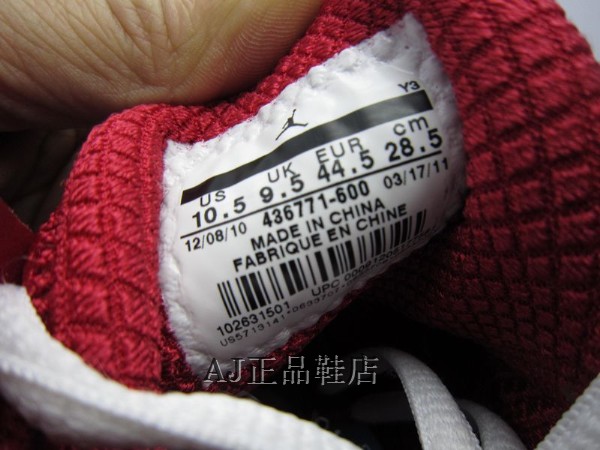 Y3
US UK EUR cm
10.5 9.5 44.5 28.5
12/08/10 436771-600 03/17/11
MADE IN CHINA
FABRIQUE EN CHINE
102631501 UPC
AJ正品鞋店